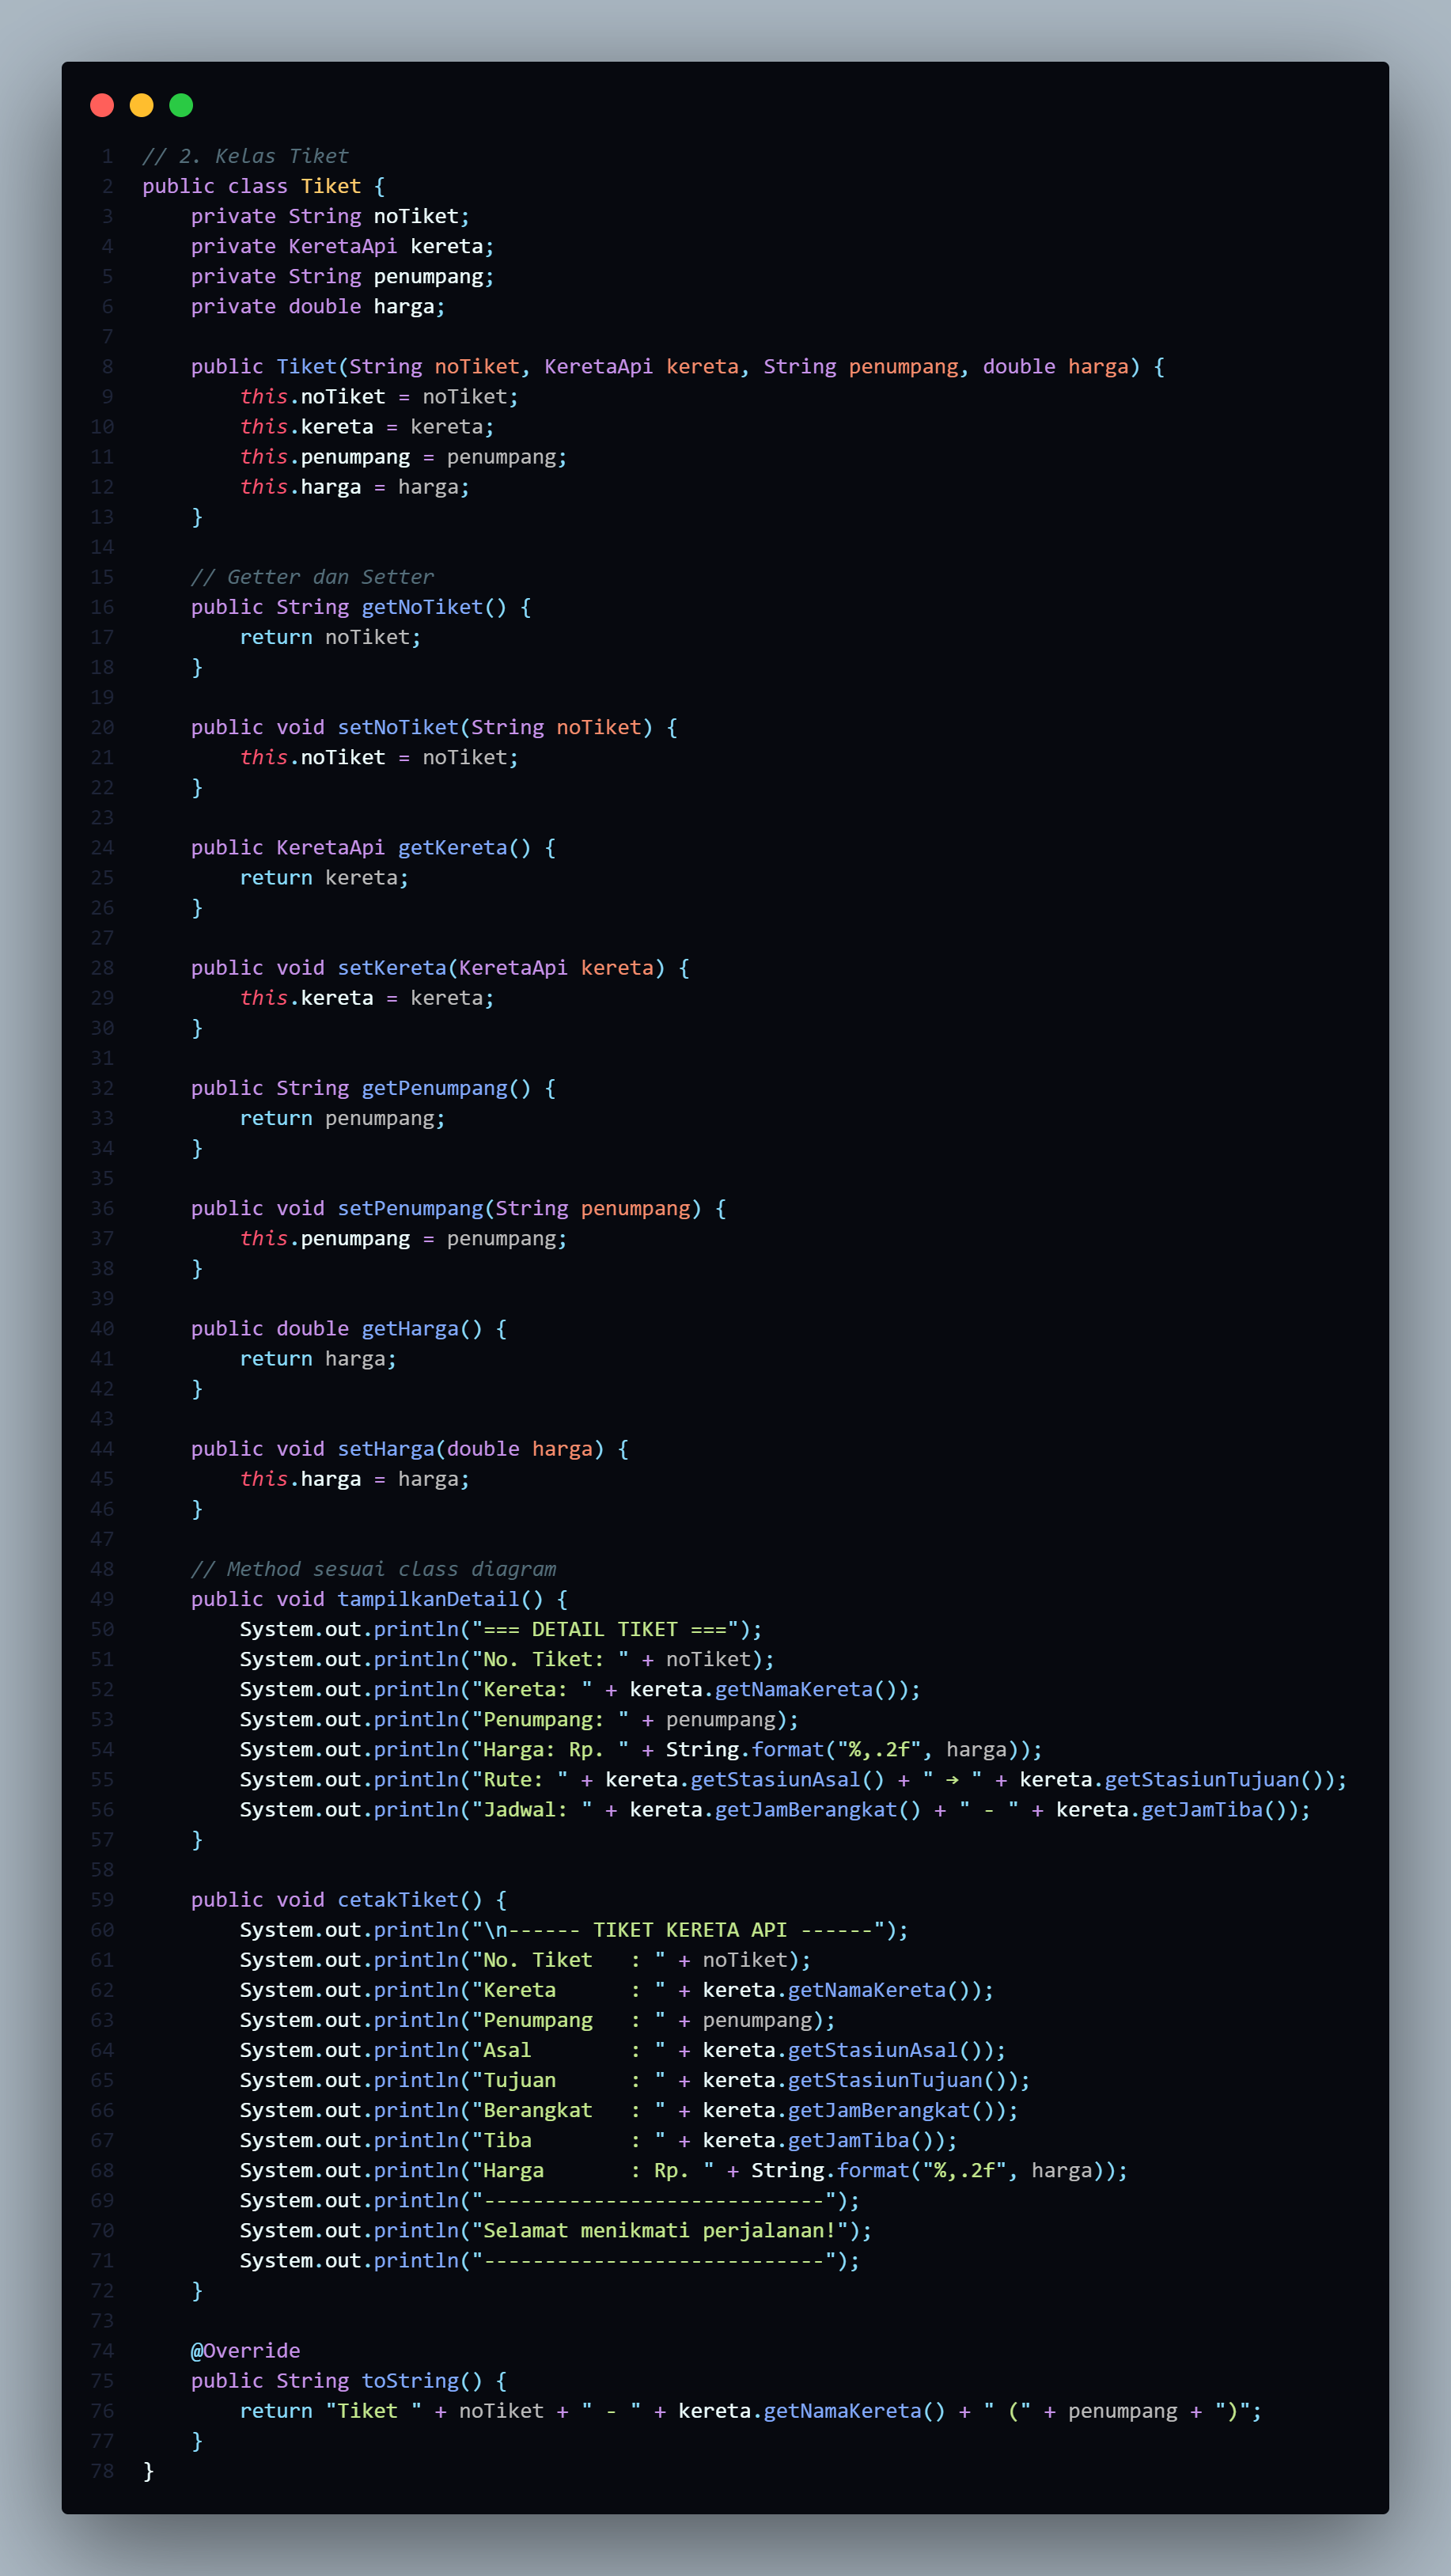 1 // 2. Kelas Tiket
2 public class Tiket {
3     private String noTiket;
4     private KeretaApi kereta;
5     private String penumpang;
6     private double harga;
7
8     public Tiket(String noTiket, KeretaApi kereta, String penumpang, double harga) {
9         this.noTiket = noTiket;
10         this.kereta = kereta;
11         this.penumpang = penumpang;
12         this.harga = harga;
13     }
14
15     // Getter dan Setter
16     public String getNoTiket() {
17         return noTiket;
18     }
19
20     public void setNoTiket(String noTiket) {
21         this.noTiket = noTiket;
22     }
23
24     public KeretaApi getKereta() {
25         return kereta;
26     }
27
28     public void setKereta(KeretaApi kereta) {
29         this.kereta = kereta;
30     }
31
32     public String getPenumpang() {
33         return penumpang;
34     }
35
36     public void setPenumpang(String penumpang) {
37         this.penumpang = penumpang;
38     }
39
40     public double getHarga() {
41         return harga;
42     }
43
44     public void setHarga(double harga) {
45         this.harga = harga;
46     }
47
48     // Method sesuai class diagram
49     public void tampilkanDetail() {
50         System.out.println("=== DETAIL TIKET ===");
51         System.out.println("No. Tiket: " + noTiket);
52         System.out.println("Kereta: " + kereta.getNamaKereta());
53         System.out.println("Penumpang: " + penumpang);
54         System.out.println("Harga: Rp. " + String.format("%,.2f", harga));
55         System.out.println("Rute: " + kereta.getStasiunAsal() + " → " + kereta.getStasiunTujuan());
56         System.out.println("Jadwal: " + kereta.getJamBerangkat() + " - " + kereta.getJamTiba());
57     }
58
59     public void cetakTiket() {
60         System.out.println("\n------ TIKET KERETA API ------");
61         System.out.println("No. Tiket   : " + noTiket);
62         System.out.println("Kereta      : " + kereta.getNamaKereta());
63         System.out.println("Penumpang   : " + penumpang);
64         System.out.println("Asal        : " + kereta.getStasiunAsal());
65         System.out.println("Tujuan      : " + kereta.getStasiunTujuan());
66         System.out.println("Berangkat   : " + kereta.getJamBerangkat());
67         System.out.println("Tiba        : " + kereta.getJamTiba());
68         System.out.println("Harga       : Rp. " + String.format("%,.2f", harga));
69         System.out.println("----------------------------");
70         System.out.println("Selamat menikmati perjalanan!");
71         System.out.println("----------------------------");
72     }
73
74     @Override
75     public String toString() {
76         return "Tiket " + noTiket + " - " + kereta.getNamaKereta() + " (" + penumpang + ")";
77     }
78 }